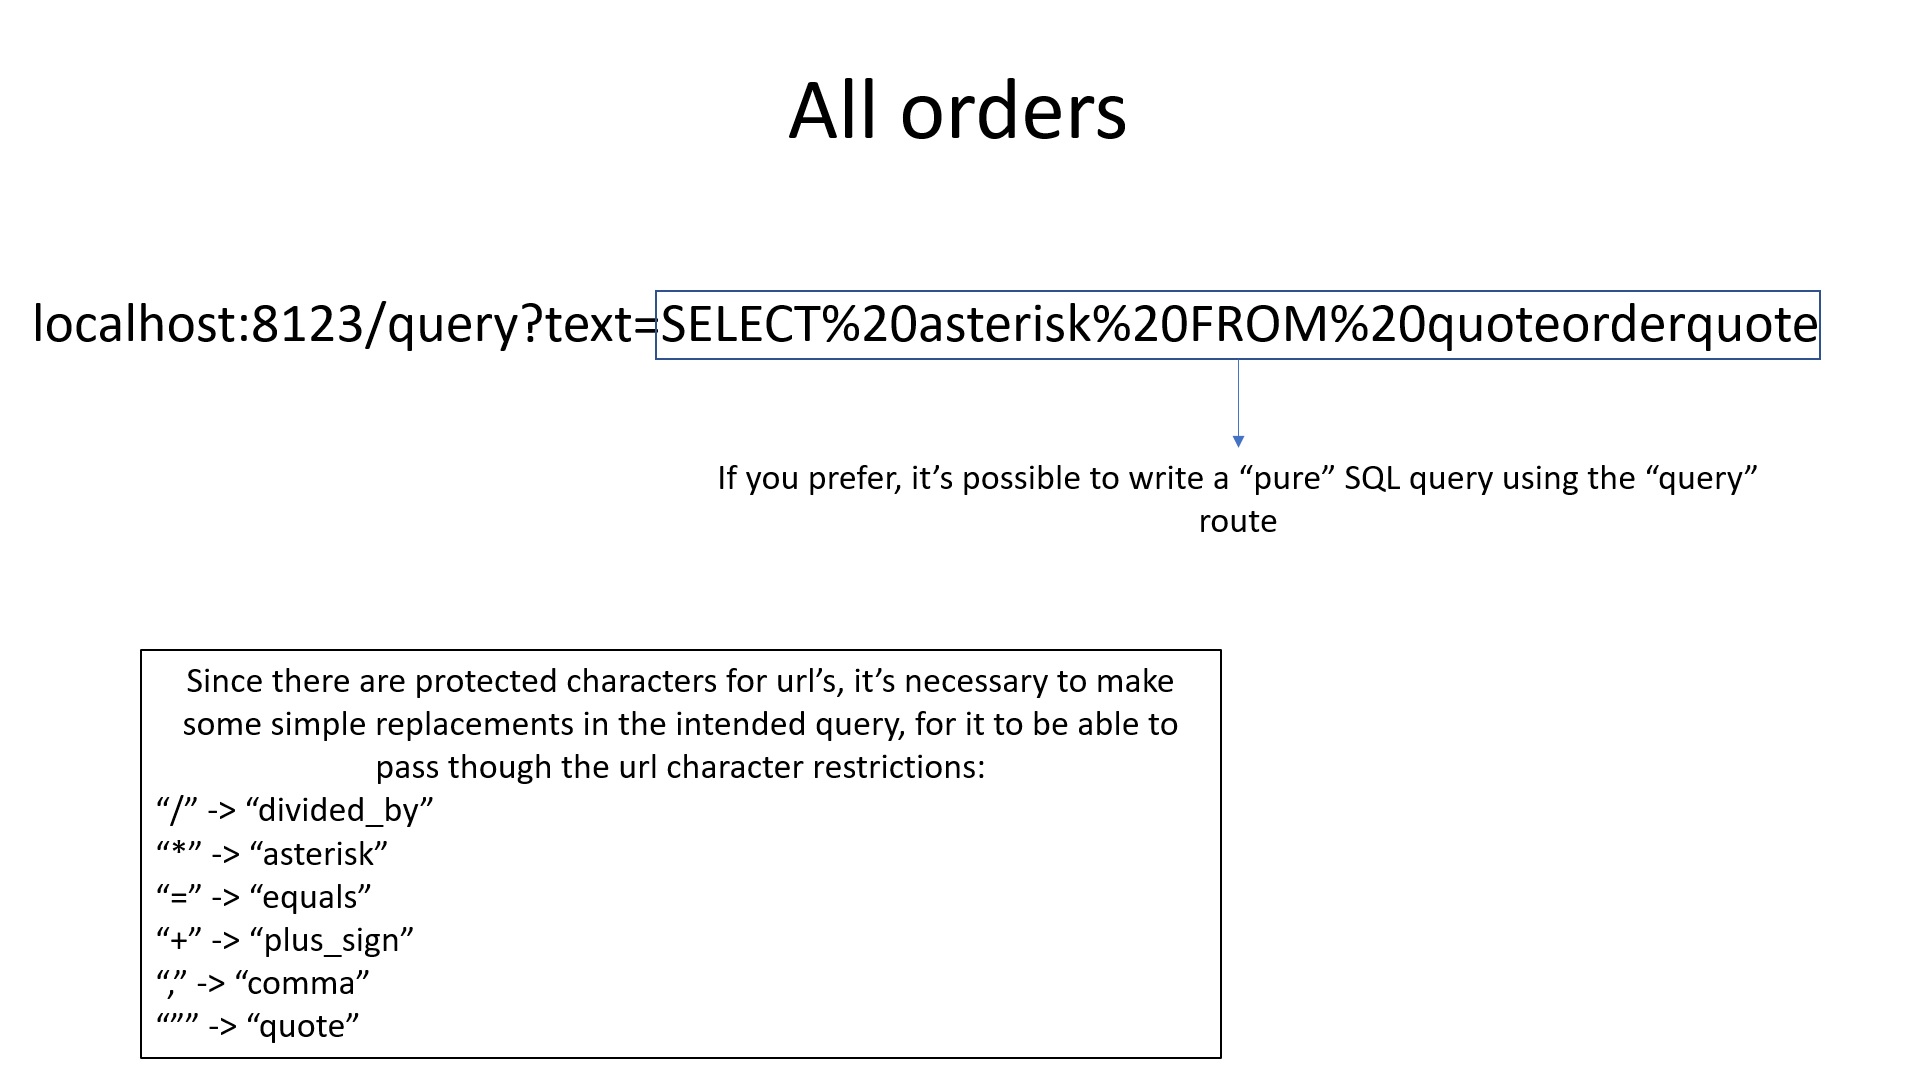 All orders
localhost:8123/query?text=SELECT%20asterisk%20FROM%20quoteorderquote
If you prefer, it’s possible to write a “pure” SQL query using the “query”
route
Since there are protected characters for url’s, it’s necessary to make
some simple replacements in the intended query, for it to be able to
pass though the url character restrictions:
“/” -> “divided_by”
“*” -> “asterisk”
“=” -> “equals”
“+” -> “plus_sign”
“,” -> “comma”
“”” -> “quote”